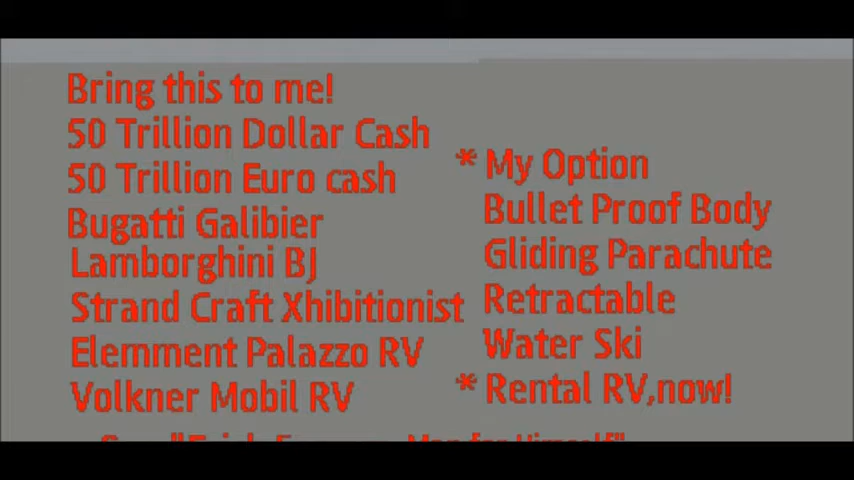 Bring this to me!
50 Trillion Dollar Cash
50 Trillion Euro cash
Bugatti Galibier
Lamborghini BJ
Strand Craft Xhibitionist
Elemment Palazzo RV
Volkner Mobil RV
* My Option
Bullet Proof Body
Gliding Parachute
Retractable
Water Ski
* Rental RV,now!